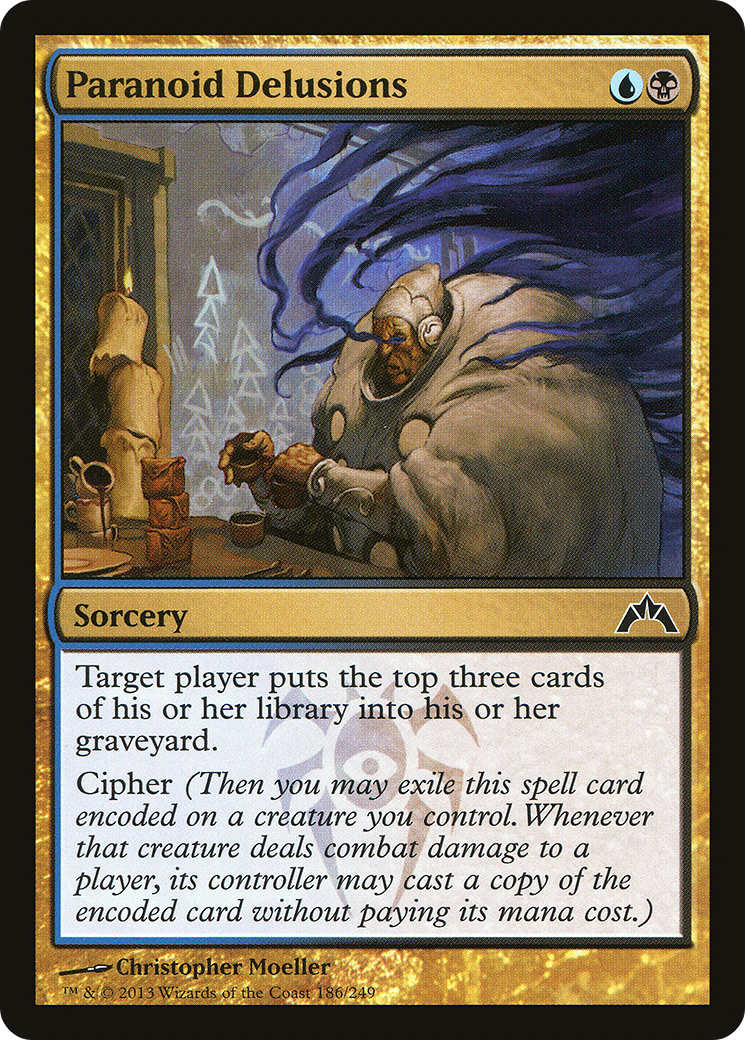 Paranoid Delusions
Sorcery
Target player puts the top three cards
of his or her library into his or her
graveyard.
Cipher (Then you may exile this spell card
encoded on a creature you control. Whenever
that creature deals combat damage to a
player, its controller may cast a copy of the
encoded card without paying its mana cost.)
Christopher Moeller
™ & © 2013 Wizards of the Coast 186/249